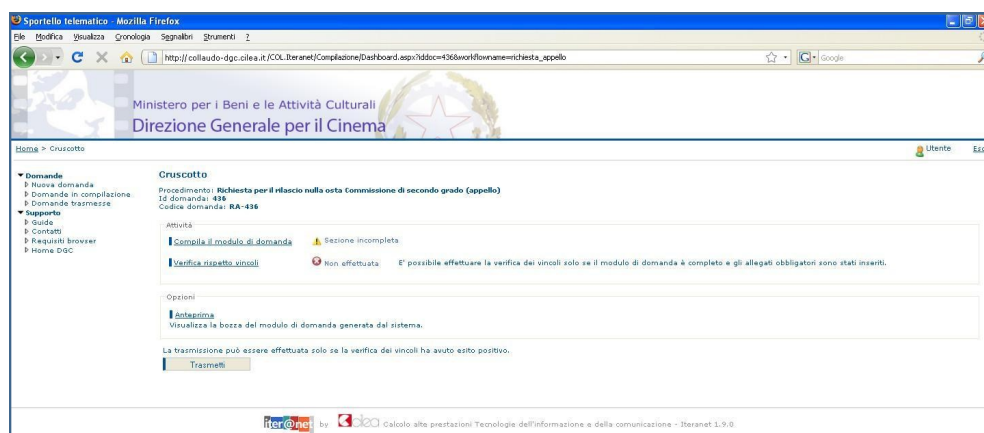 Sportello telematico - Mozilla Firefox
File Modifica Visualizza Cronologia Segnalibri Strumenti ?
http://collaudo-dgc.cilea.it/COL.Iteranet/Compilazione/Dashboard.aspx?iddoc=436&workflowname=richiesta_appello
Google
Ministero per i Beni e le Attività Culturali
Direzione Generale per il Cinema
Home > Cruscotto
Utente
Domande
Nuova domanda
Domande in compilazione
Domande trasmesse
Supporto
Guide
Contatti
Requisiti browser
Home DGC
Cruscotto
Procedimento: Richiesta per il rilascio nulla osta Commissione di secondo grado (appello)
Id domanda: 436
Codice domanda: RA-436
Attività
Compila il modulo di domanda Sezione incompleta
Verifica rispetto vincoli Non effettuata E' possibile effettuare la verifica dei vincoli solo se il modulo di domanda è completo e gli allegati obbligatori sono stati inseriti.
Opzioni
Anteprima
Visualizza la bozza del modulo di domanda generata dal sistema.
La trasmissione può essere effettuata solo se la verifica dei vincoli ha avuto esito positivo.
Trasmetti
iter@net by cilea Calcolo alte prestazioni Tecnologie dell'informazione e della comunicazione - Iteranet 1.9.0